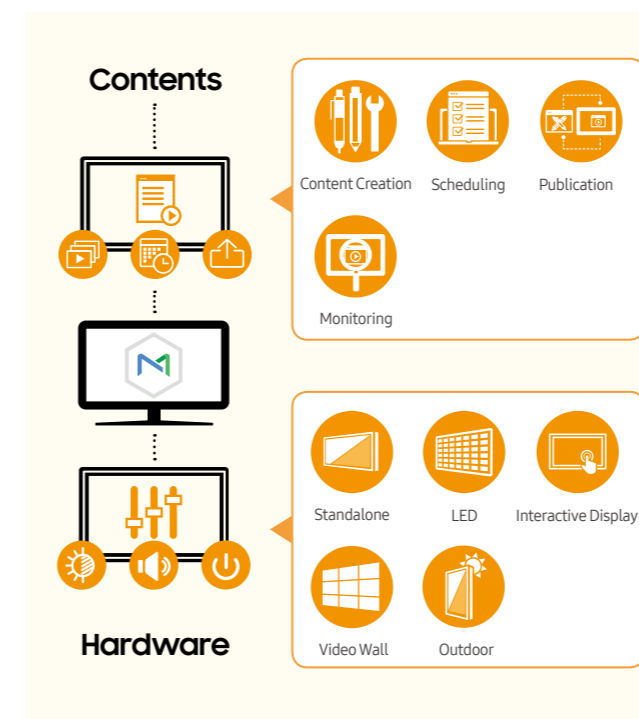 Contents
Content Creation
Scheduling
Publication
Monitoring
Standalone
LED
Interactive Display
Video Wall
Outdoor
Hardware